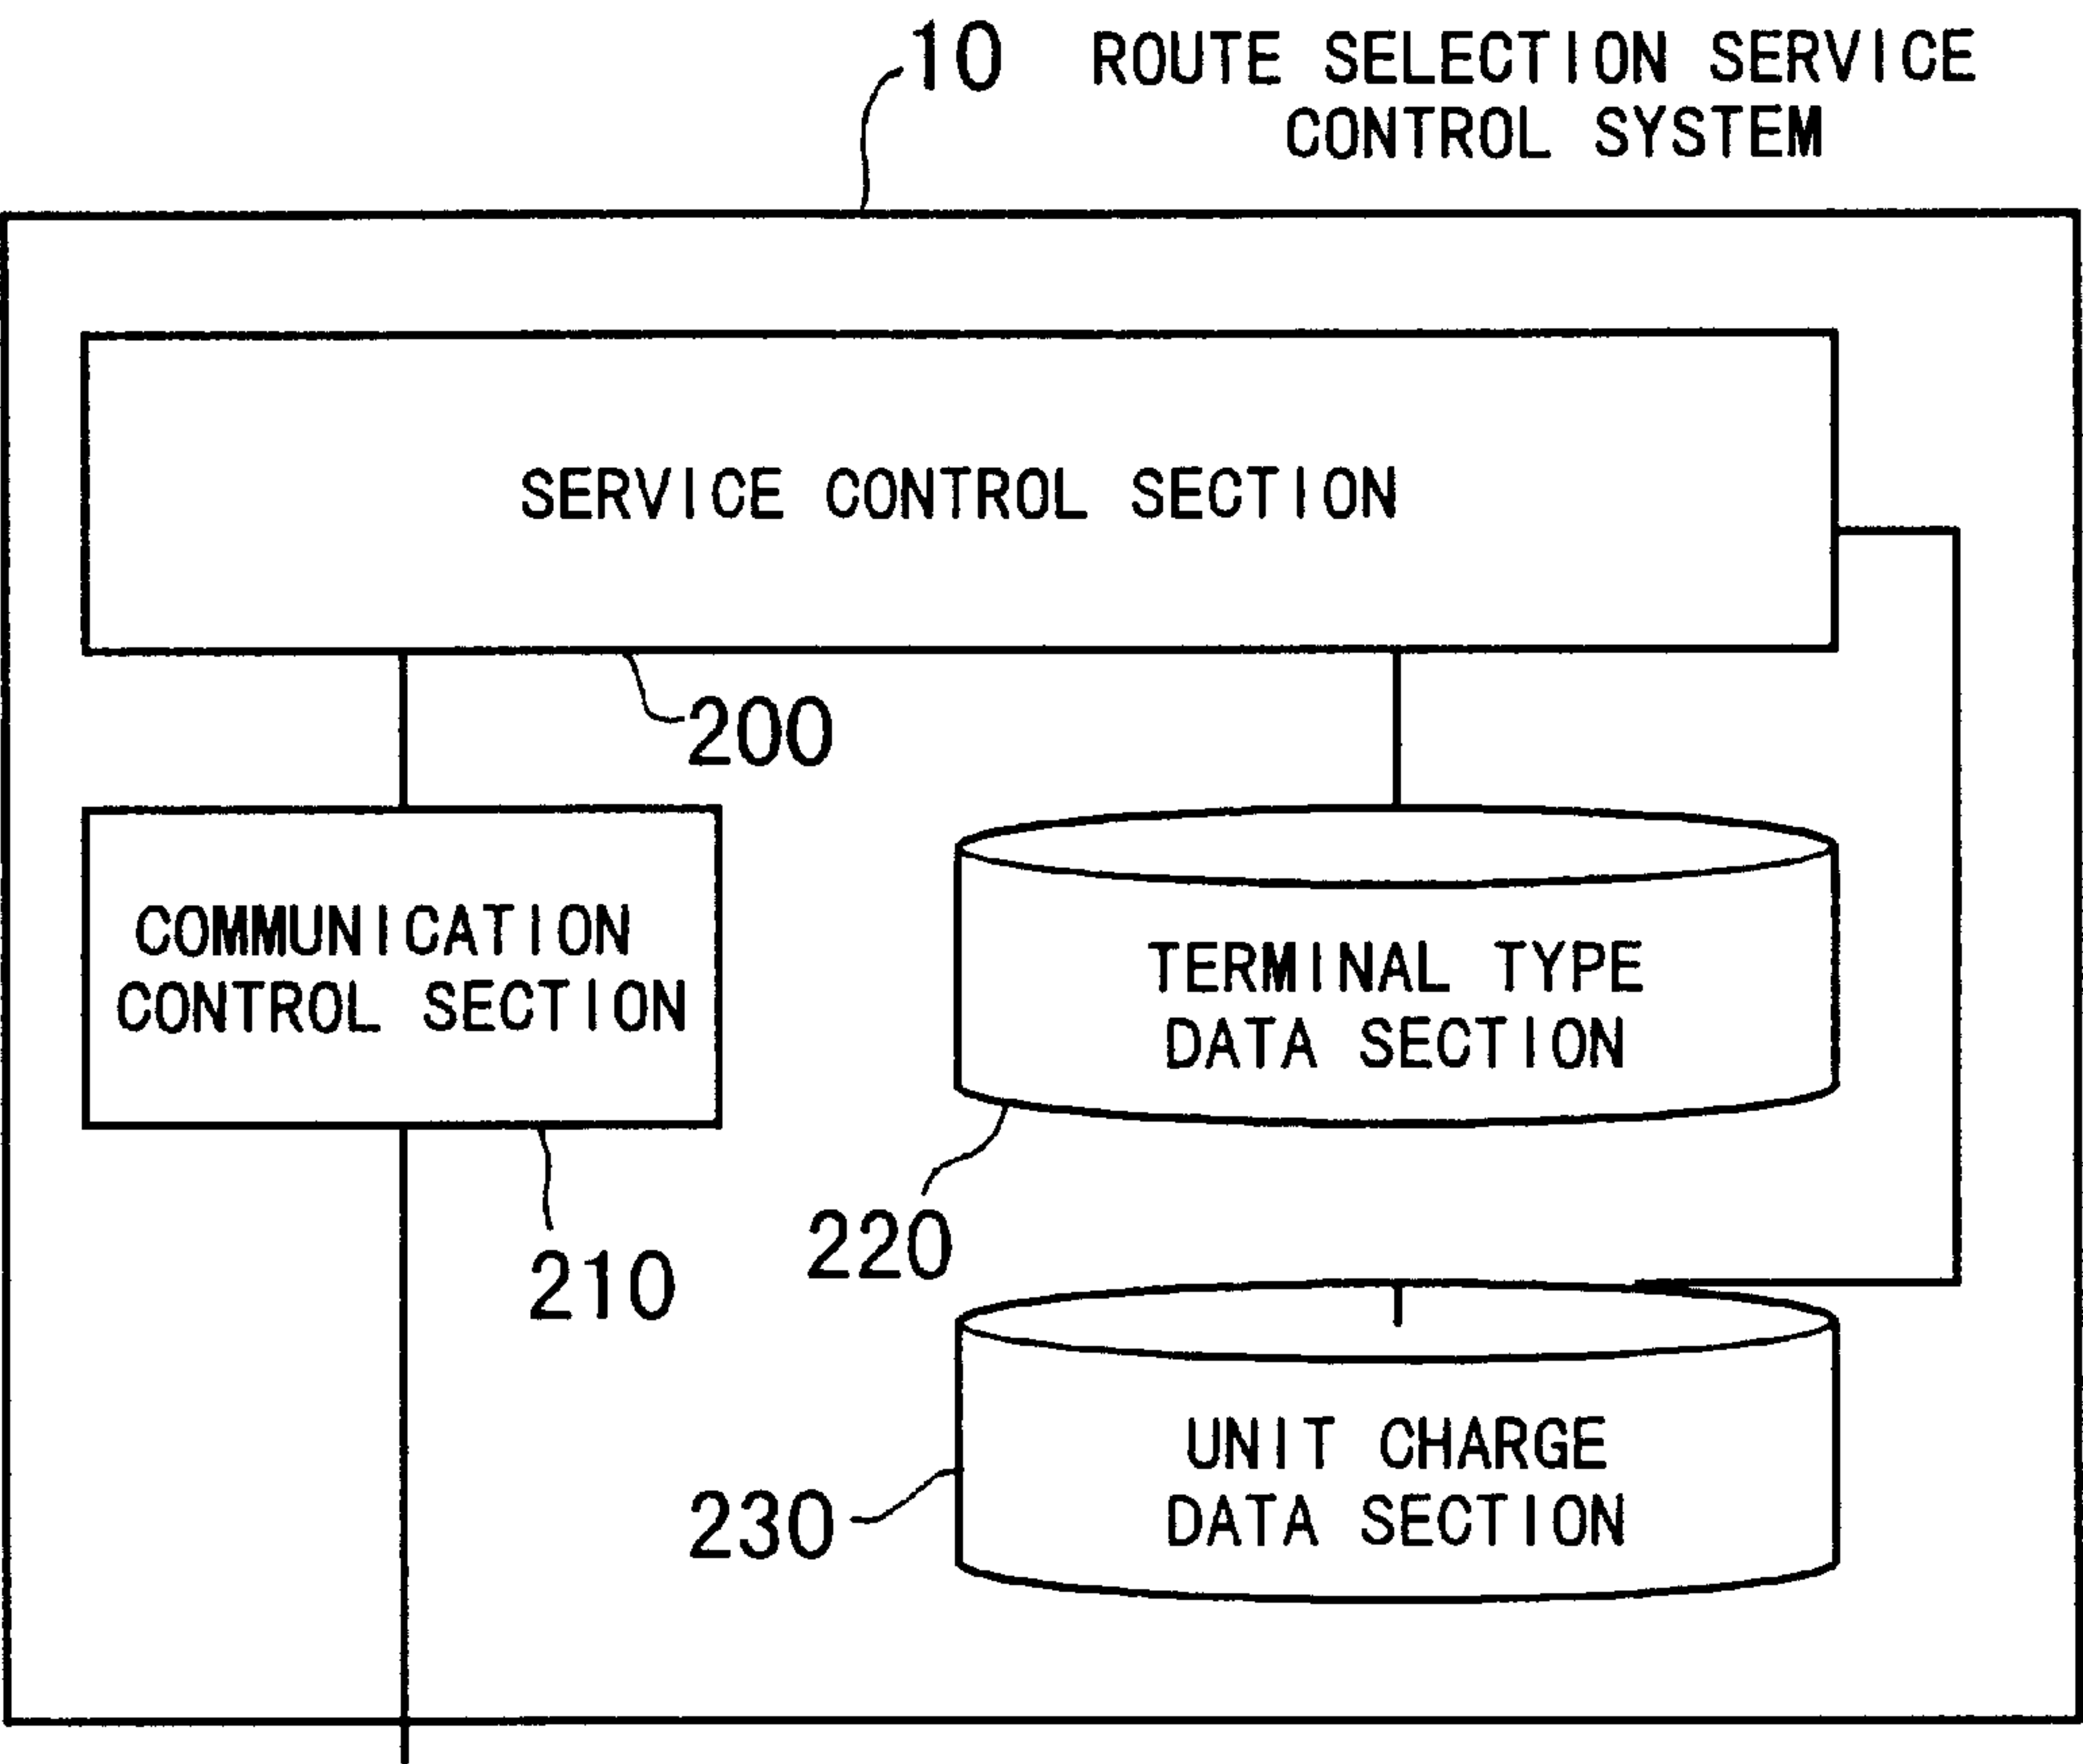 10 ROUTE SELECTION SERVICE
CONTROL SYSTEM
SERVICE CONTROL SECTION
200
COMMUNICATION
CONTROL SECTION
210
TERMINAL TYPE
DATA SECTION
220
UNIT CHARGE
DATA SECTION
230